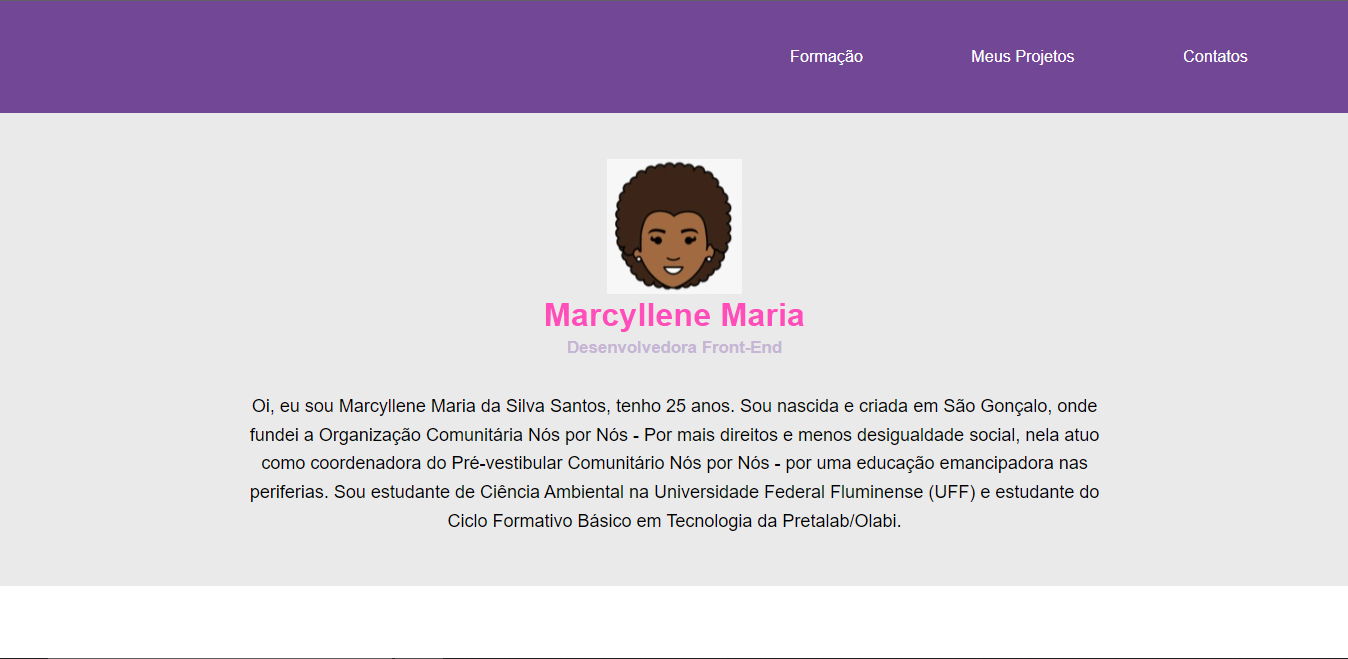 Formação Meus Projetos Contatos
Marcyllene Maria
Desenvolvedora Front-End
Oi, eu sou Marcyllene Maria da Silva Santos, tenho 25 anos. Sou nascida e criada em São Gonçalo, onde
fundei a Organização Comunitária Nós por Nós - Por mais direitos e menos desigualdade social, nela atuo
como coordenadora do Pré-vestibular Comunitário Nós por Nós - por uma educação emancipadora nas
periferias. Sou estudante de Ciência Ambiental na Universidade Federal Fluminense (UFF) e estudante do
Ciclo Formativo Básico em Tecnologia da Pretalab/Olabi.